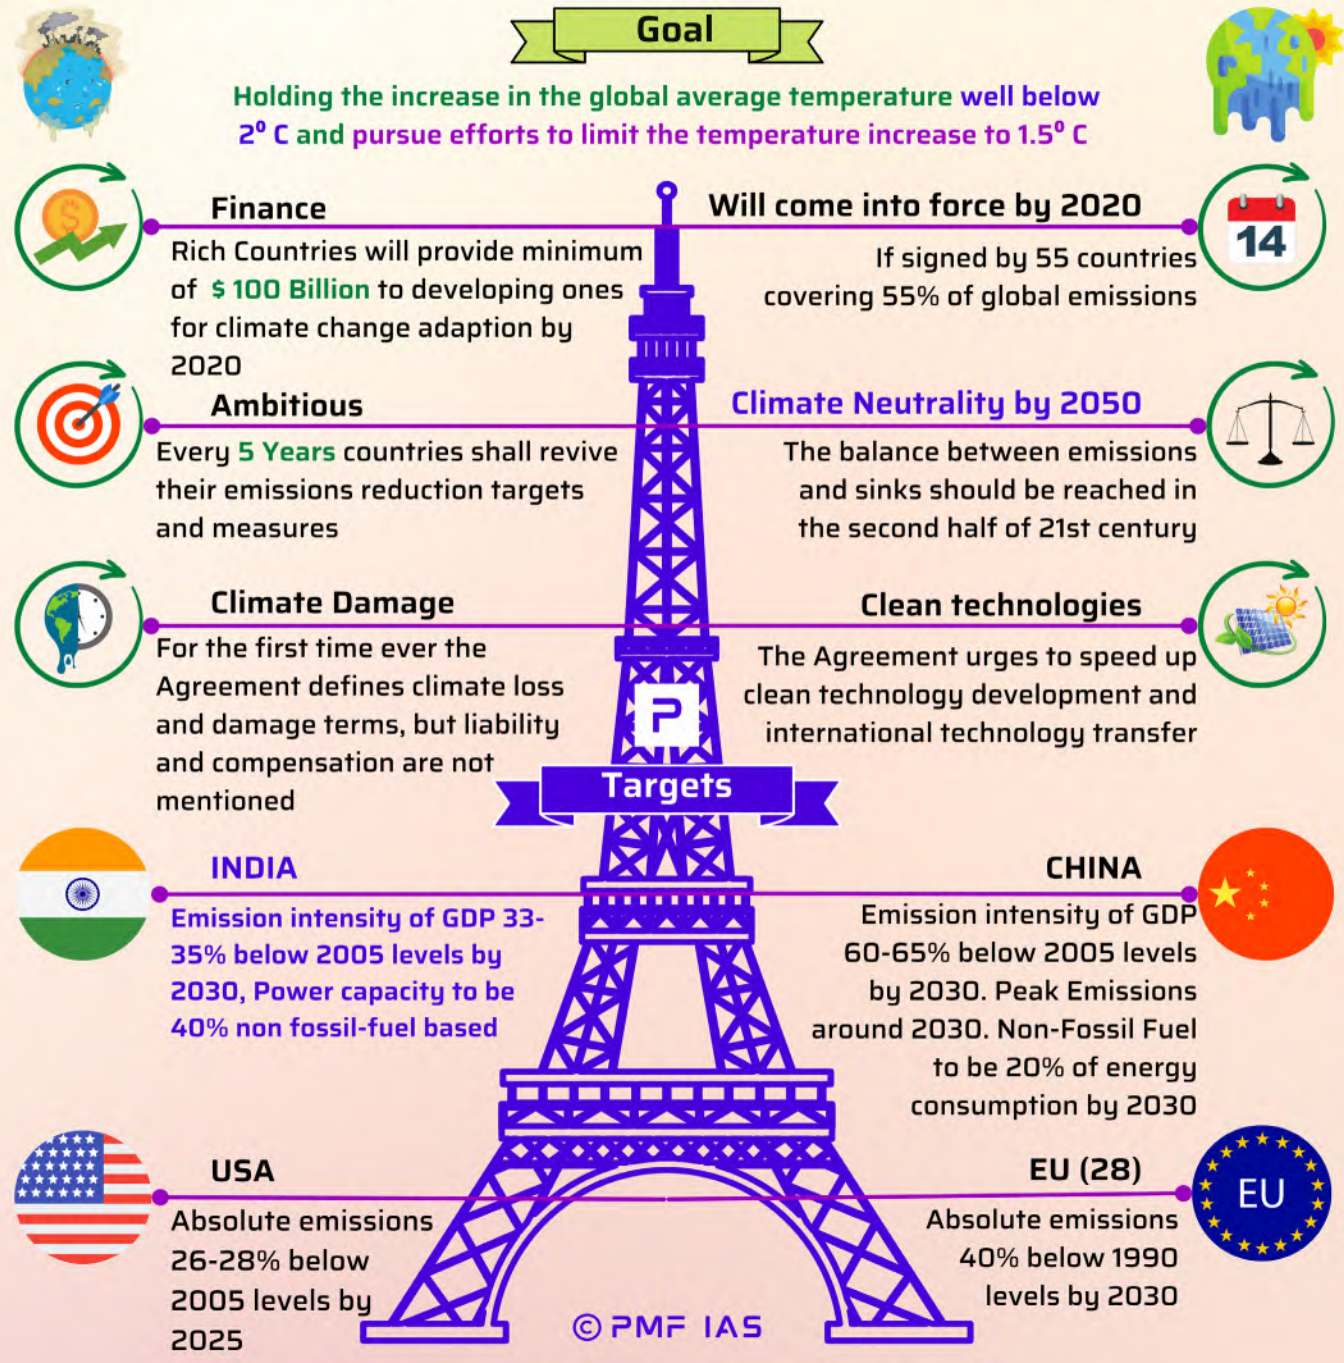 Goal
Holding the increase in the global average temperature well below
2⁰ C and pursue efforts to limit the temperature increase to 1.5⁰ C
Finance
Rich Countries will provide minimum
of $ 100 Billion to developing ones
for climate change adaption by
2020
Will come into force by 2020
14
If signed by 55 countries
covering 55% of global emissions
Ambitious
Every 5 Years countries shall revive
their emissions reduction targets
and measures
Climate Neutrality by 2050
The balance between emissions
and sinks should be reached in
the second half of 21st century
Climate Damage
For the first time ever the
Agreement defines climate loss
and damage terms, but liability
and compensation are not
mentioned
Clean technologies
The Agreement urges to speed up
clean technology development and
international technology transfer
P
Targets
INDIA
Emission intensity of GDP 33-
35% below 2005 levels by
2030, Power capacity to be
40% non fossil-fuel based
CHINA
Emission intensity of GDP
60-65% below 2005 levels
by 2030. Peak Emissions
around 2030. Non-Fossil Fuel
to be 20% of energy
consumption by 2030
USA
Absolute emissions
26-28% below
2005 levels by
2025
EU (28)
EU
Absolute emissions
40% below 1990
levels by 2030
© PMF IAS
$